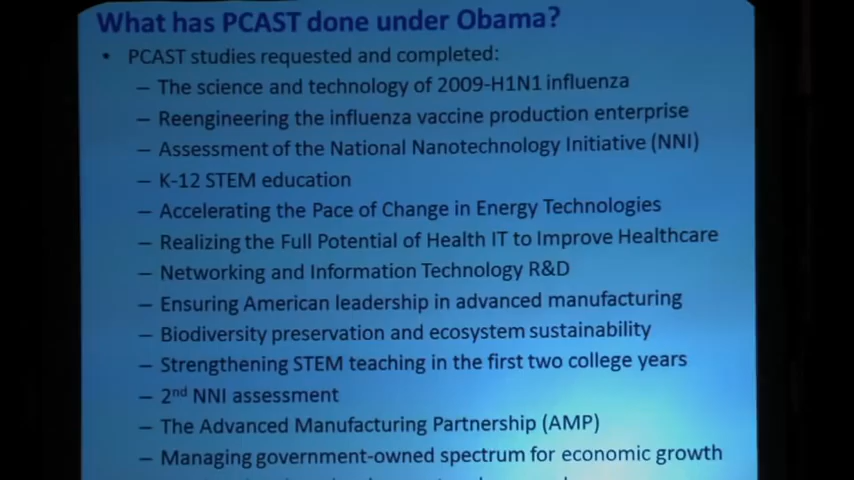 What has PCAST done under Obama?
• PCAST studies requested and completed:
– The science and technology of 2009-H1N1 influenza
– Reengineering the influenza vaccine production enterprise
– Assessment of the National Nanotechnology Initiative (NNI)
– K-12 STEM education
– Accelerating the Pace of Change in Energy Technologies
– Realizing the Full Potential of Health IT to Improve Healthcare
– Networking and Information Technology R&D
– Ensuring American leadership in advanced manufacturing
– Biodiversity preservation and ecosystem sustainability
– Strengthening STEM teaching in the first two college years
– 2nd NNI assessment
– The Advanced Manufacturing Partnership (AMP)
– Managing government-owned spectrum for economic growth